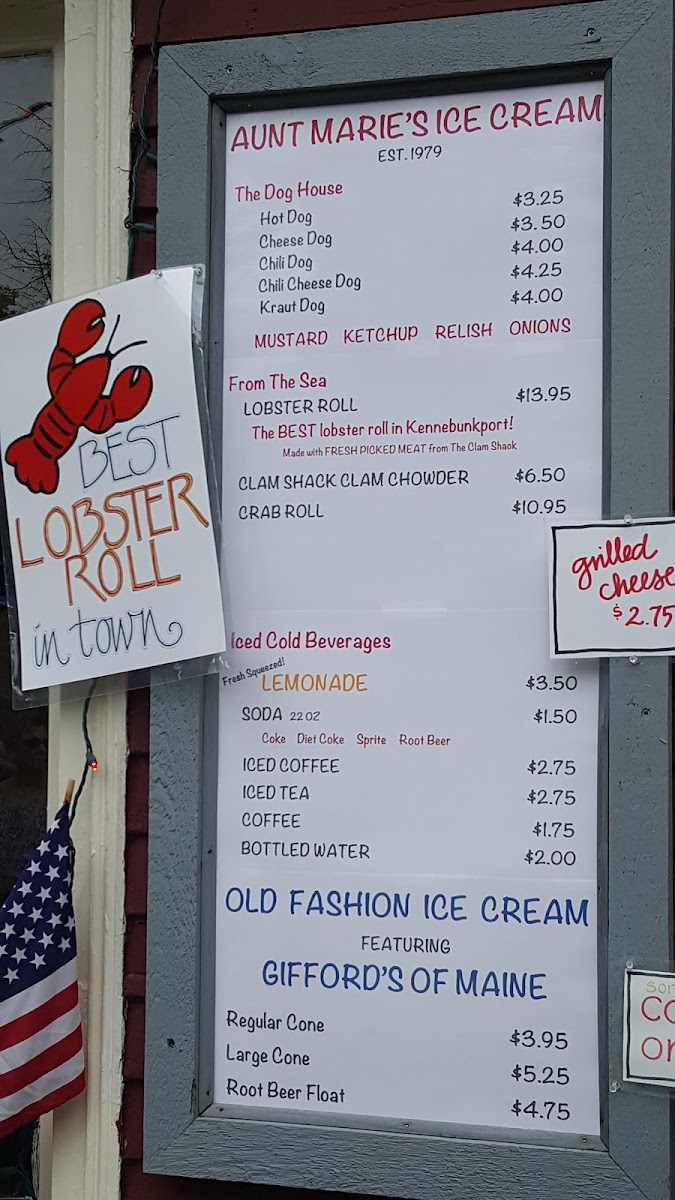 AUNT MARIE'S ICE CREAM
EST. 1979
The Dog House
Hot Dog $3.25
Cheese Dog $3.50
Chili Dog $4.00
Chili Cheese Dog $4.25
Kraut Dog $4.00
MUSTARD KETCHUP RELISH ONIONS
From The Sea
LOBSTER ROLL $13.95
The BEST lobster roll in Kennebunkport!
Made with FRESH PICKED MEAT from The Clam Shack
CLAM SHACK CLAM CHOWDER $6.50
CRAB ROLL $10.95
Iced Cold Beverages
Fresh Squeezed!
LEMONADE $3.50
SODA 22 OZ $1.50
Coke Diet Coke Sprite Root Beer
ICED COFFEE $2.75
ICED TEA $2.75
COFFEE $1.75
BOTTLED WATER $2.00
OLD FASHION ICE CREAM
FEATURING
GIFFORD'S OF MAINE
Regular Cone $3.95
Large Cone $5.25
Root Beer Float $4.75
BEST
LOBSTER
ROLL
in town
grilled
cheese
$2.75